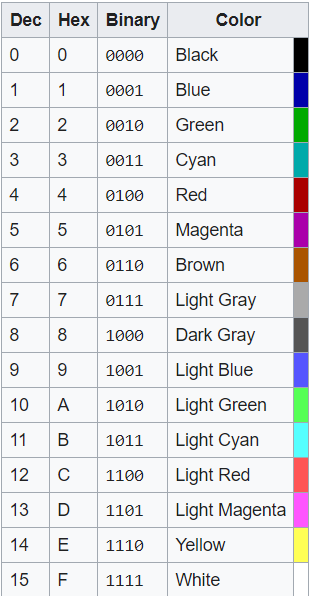 Dec Hex Binary Color
0 0 0000 Black
1 1 0001 Blue
2 2 0010 Green
3 3 0011 Cyan
4 4 0100 Red
5 5 0101 Magenta
6 6 0110 Brown
7 7 0111 Light Gray
8 8 1000 Dark Gray
9 9 1001 Light Blue
10 A 1010 Light Green
11 B 1011 Light Cyan
12 C 1100 Light Red
13 D 1101 Light Magenta
14 E 1110 Yellow
15 F 1111 White